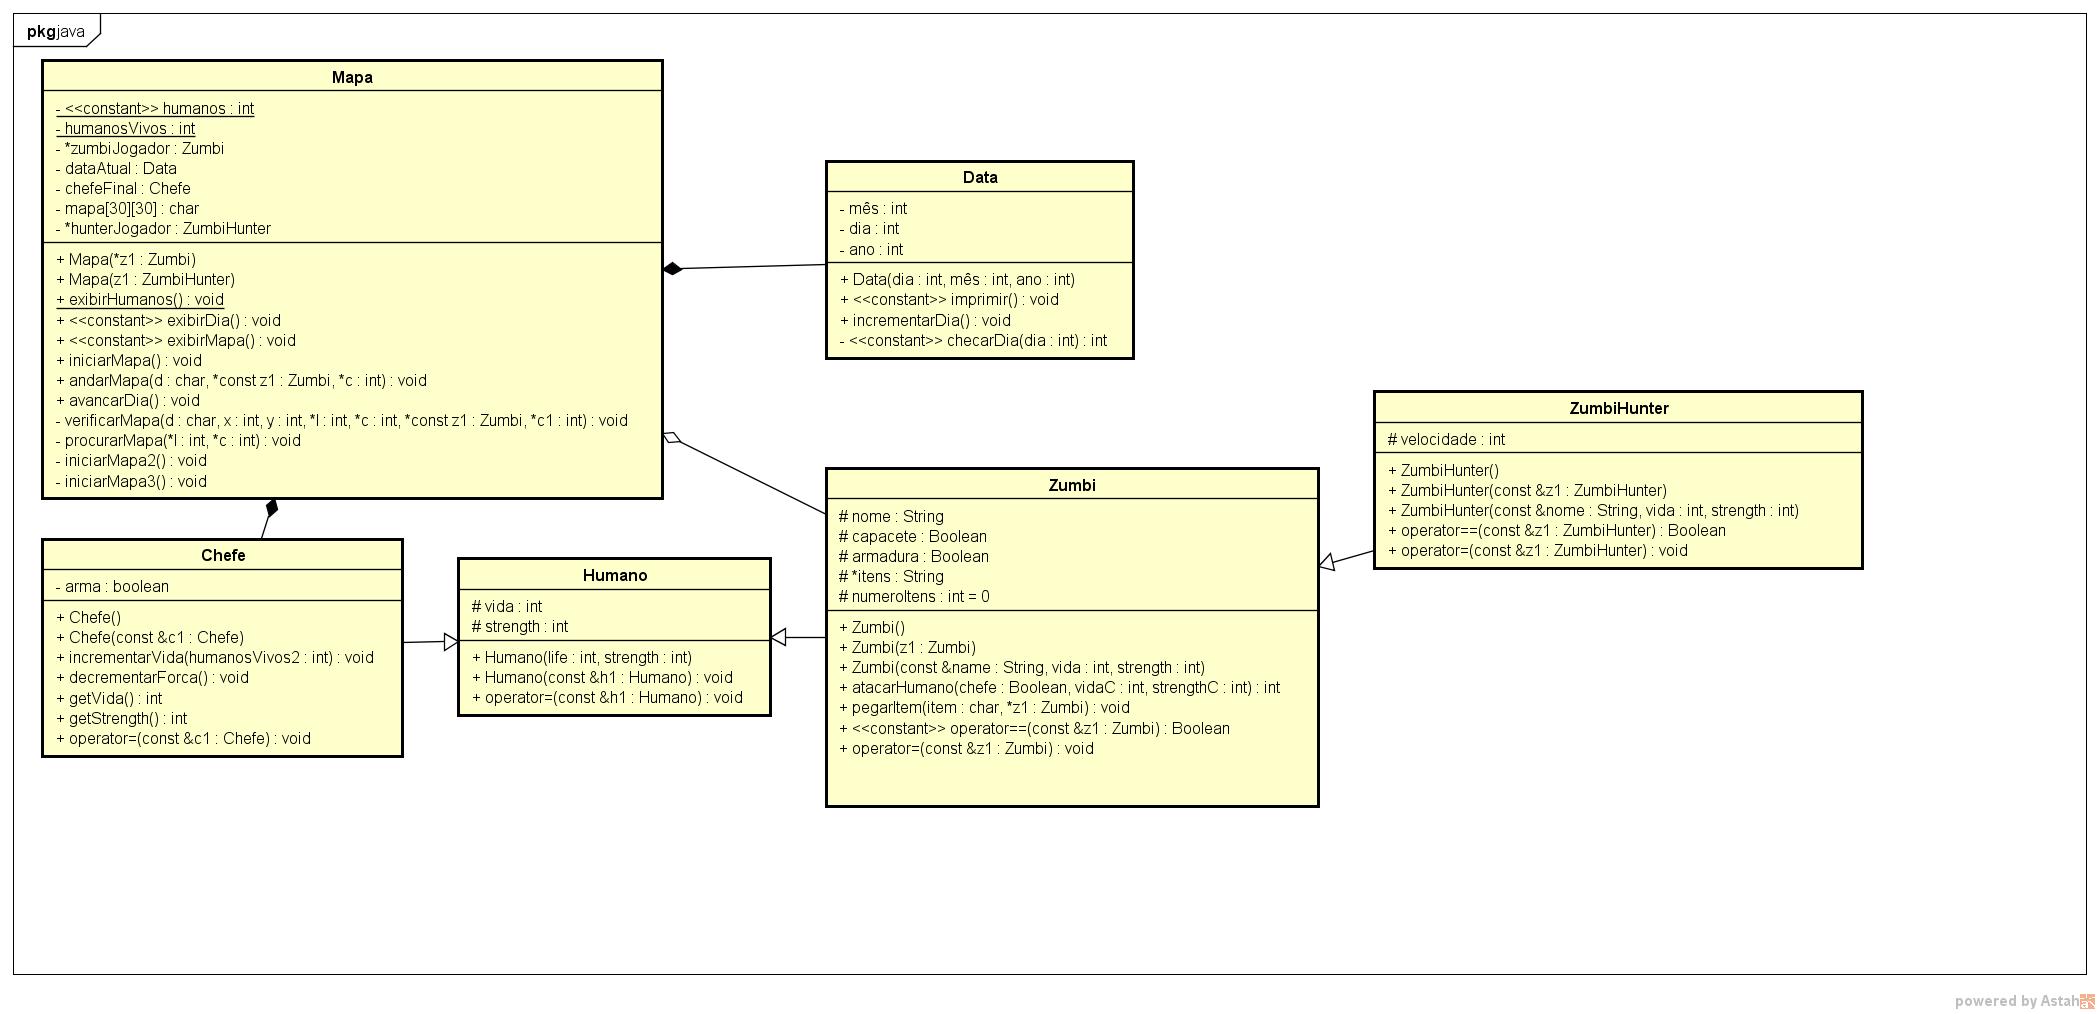 pkg java
Mapa
- <<constant>> humanos : int
- humanosVivos : int
- *zumbiJogador : Zumbi
- dataAtual : Data
- chefeFinal : Chefe
- mapa[30][30] : char
- *hunterJogador : ZumbiHunter
+ Mapa(*z1 : Zumbi)
+ Mapa(z1 : ZumbiHunter)
+ exibirHumanos() : void
+ <<constant>> exibirDia() : void
+ <<constant>> exibirMapa() : void
+ iniciarMapa() : void
+ andarMapa(d : char, *const z1 : Zumbi, *c : int) : void
+ avancarDia() : void
- verificarMapa(d : char, x : int, y : int, *l : int, *c : int, *const z1 : Zumbi, *c1 : int) : void
- procurarMapa(*l : int, *c : int) : void
- iniciarMapa2() : void
- iniciarMapa3() : void
Data
- mês : int
- dia : int
- ano : int
+ Data(dia : int, mês : int, ano : int)
+ <<constant>> imprimir() : void
+ incrementarDia() : void
- <<constant>> checarDia(dia : int) : int
ZumbiHunter
# velocidade : int
+ ZumbiHunter()
+ ZumbiHunter(const &z1 : ZumbiHunter)
+ ZumbiHunter(const &nome : String, vida : int, strength : int)
+ operator==(const &z1 : ZumbiHunter) : Boolean
+ operator=(const &z1 : ZumbiHunter) : void
Zumbi
# nome : String
# capacete : Boolean
# armadura : Boolean
# *itens : String
# numeroItens : int = 0
+ Zumbi()
+ Zumbi(z1 : Zumbi)
+ Zumbi(const &name : String, vida : int, strength : int)
+ atacarHumano(chefe : Boolean, vidaC : int, strengthC : int) : int
+ pegarItem(item : char, *z1 : Zumbi) : void
+ <<constant>> operator==(const &z1 : Zumbi) : Boolean
+ operator=(const &z1 : Zumbi) : void
Chefe
- arma : boolean
+ Chefe()
+ Chefe(const &c1 : Chefe)
+ incrementarVida(humanosVivos2 : int) : void
+ decrementarForca() : void
+ getVida() : int
+ getStrength() : int
+ operator=(const &c1 : Chefe) : void
Humano
# vida : int
# strength : int
+ Humano(life : int, strength : int)
+ Humano(const &h1 : Humano) : void
+ operator=(const &h1 : Humano) : void
powered by Astah